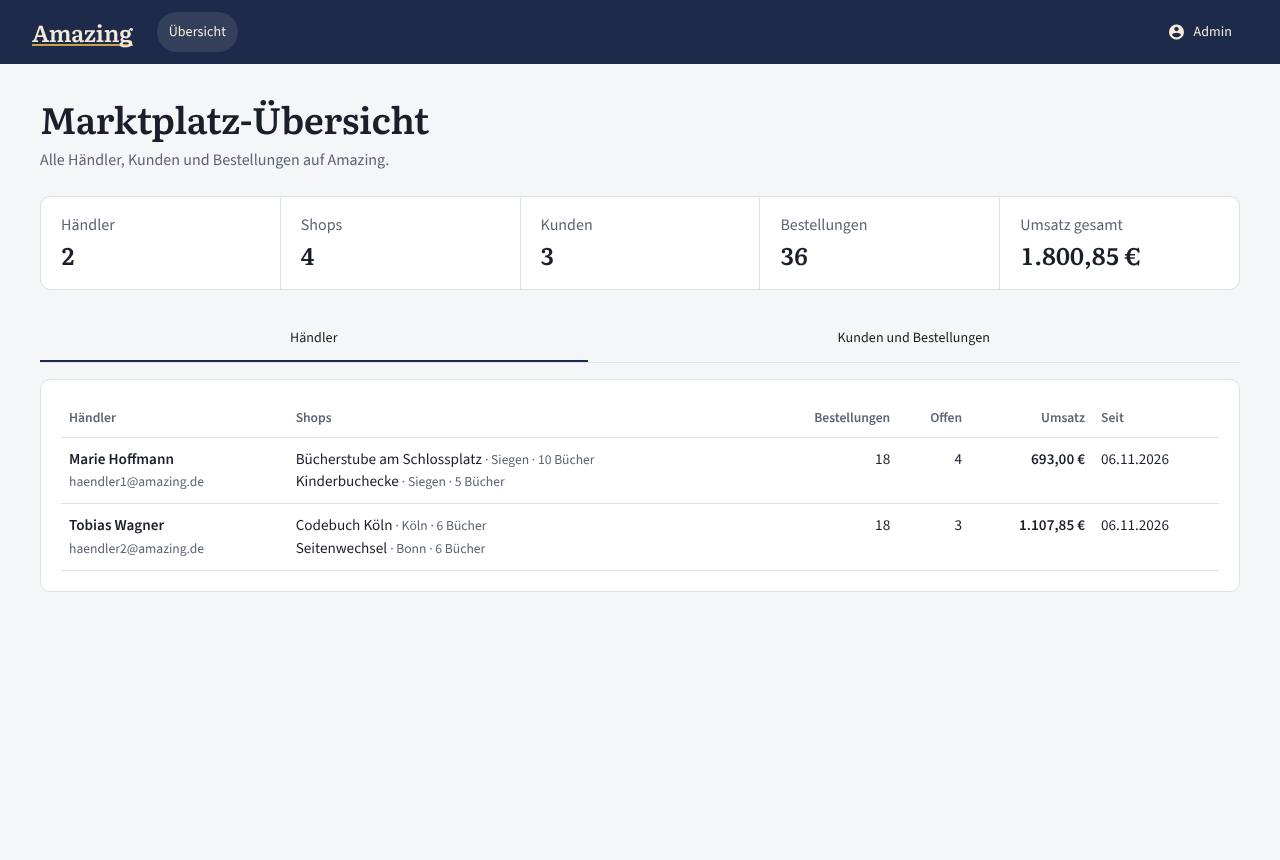 Amazing Übersicht Admin
Marktplatz-Übersicht
Alle Händler, Kunden und Bestellungen auf Amazing.
Händler Shops Kunden Bestellungen Umsatz gesamt
2 4 3 36 1.800,85 €
Händler Kunden und Bestellungen
Händler Shops Bestellungen Offen Umsatz Seit
Marie Hoffmann Bücherstube am Schlossplatz · Siegen · 10 Bücher 18 4 693,00 € 06.11.2026
haendler1@amazing.de Kinderbuchecke · Siegen · 5 Bücher
Tobias Wagner Codebuch Köln · Köln · 6 Bücher 18 3 1.107,85 € 06.11.2026
haendler2@amazing.de Seitenwechsel · Bonn · 6 Bücher